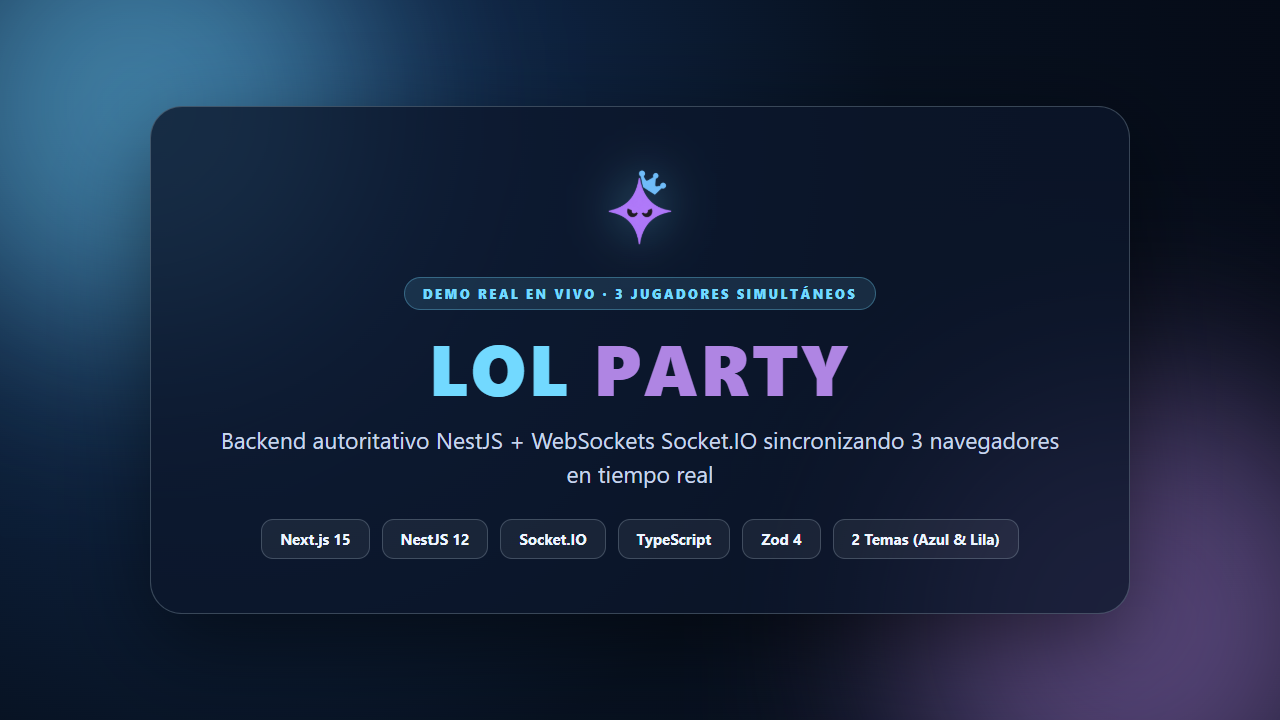 DEMO REAL EN VIVO · 3 JUGADORES SIMULTÁNEOS
LOL PARTY
Backend autoritativo NestJS + WebSockets Socket.IO sincronizando 3 navegadores
en tiempo real
Next.js 15 NestJS 12 Socket.IO TypeScript Zod 4 2 Temas (Azul & Lila)